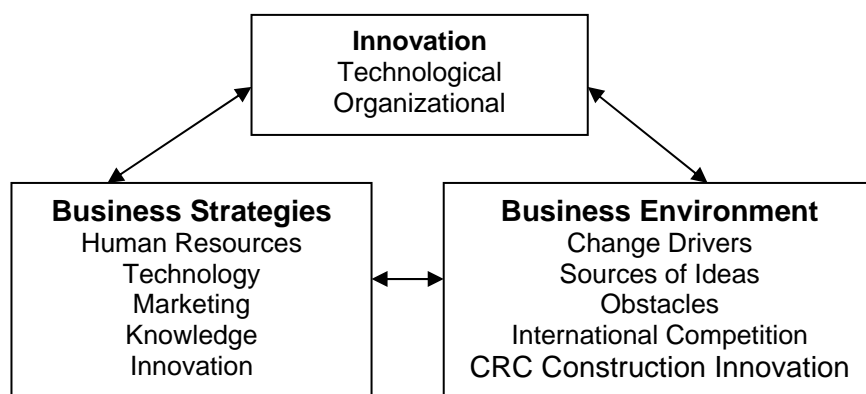 Innovation
Technological
Organizational
Business Strategies
Human Resources
Technology
Marketing
Knowledge
Innovation
Business Environment
Change Drivers
Sources of Ideas
Obstacles
International Competition
CRC Construction Innovation